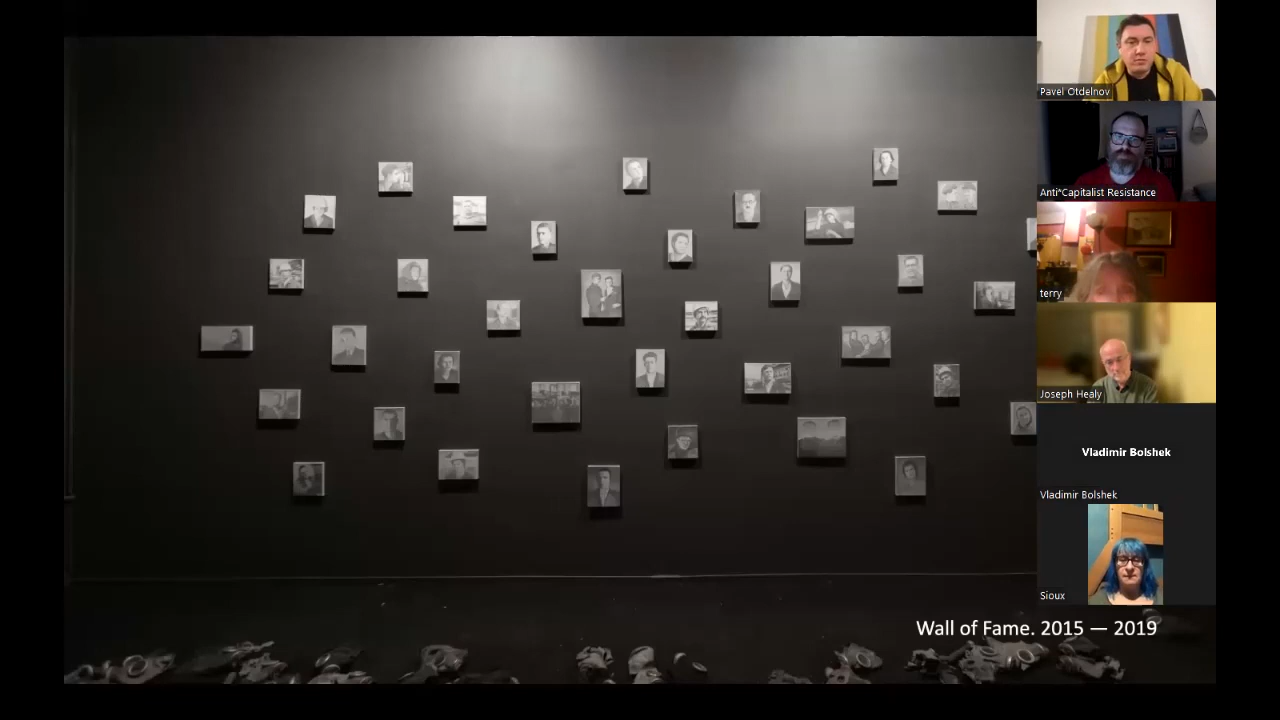 Pavel Otdelnov
Anti*Capitalist Resistance
terry
Joseph Healy
Vladimir Bolshek
Vladimir Bolshek
Sioux
Wall of Fame. 2015 — 2019